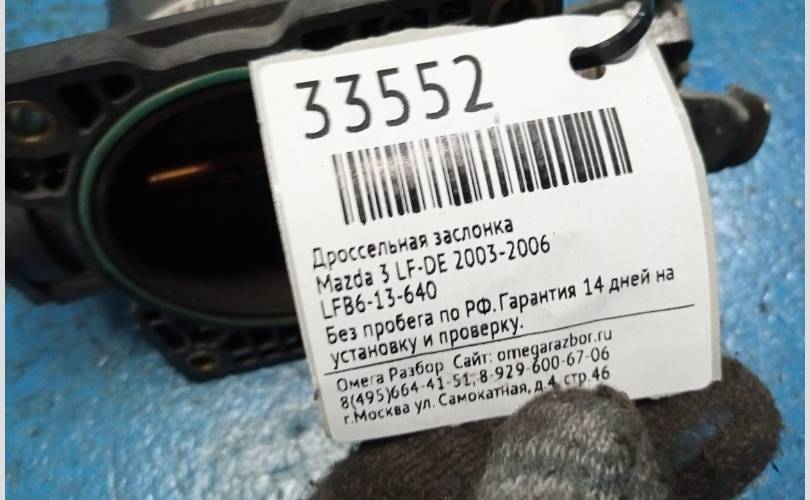 33552
Дроссельная заслонка
Mazda 3 LF-DE 2003-2006
LFB6-13-640
Без пробега по РФ.Гарантия 14 дней на
установку и проверку.
Омега Разбор Сайт: omegarazbor.ru
8(495)664-41-51; 8-929-600-67-06
г.Москва ул. Самокатная, д.4, стр.46